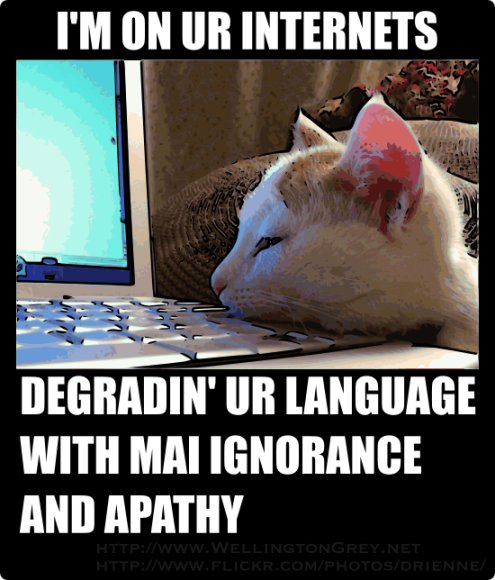 I'M ON UR INTERNETS
DEGRADIN' UR LANGUAGE
WITH MAI IGNORANCE
AND APATHY
HTTP://WWW.WELLINGTONGREY.NET
HTTP://WWW.FLICKR.COM/PHOTOS/DRIENNE/